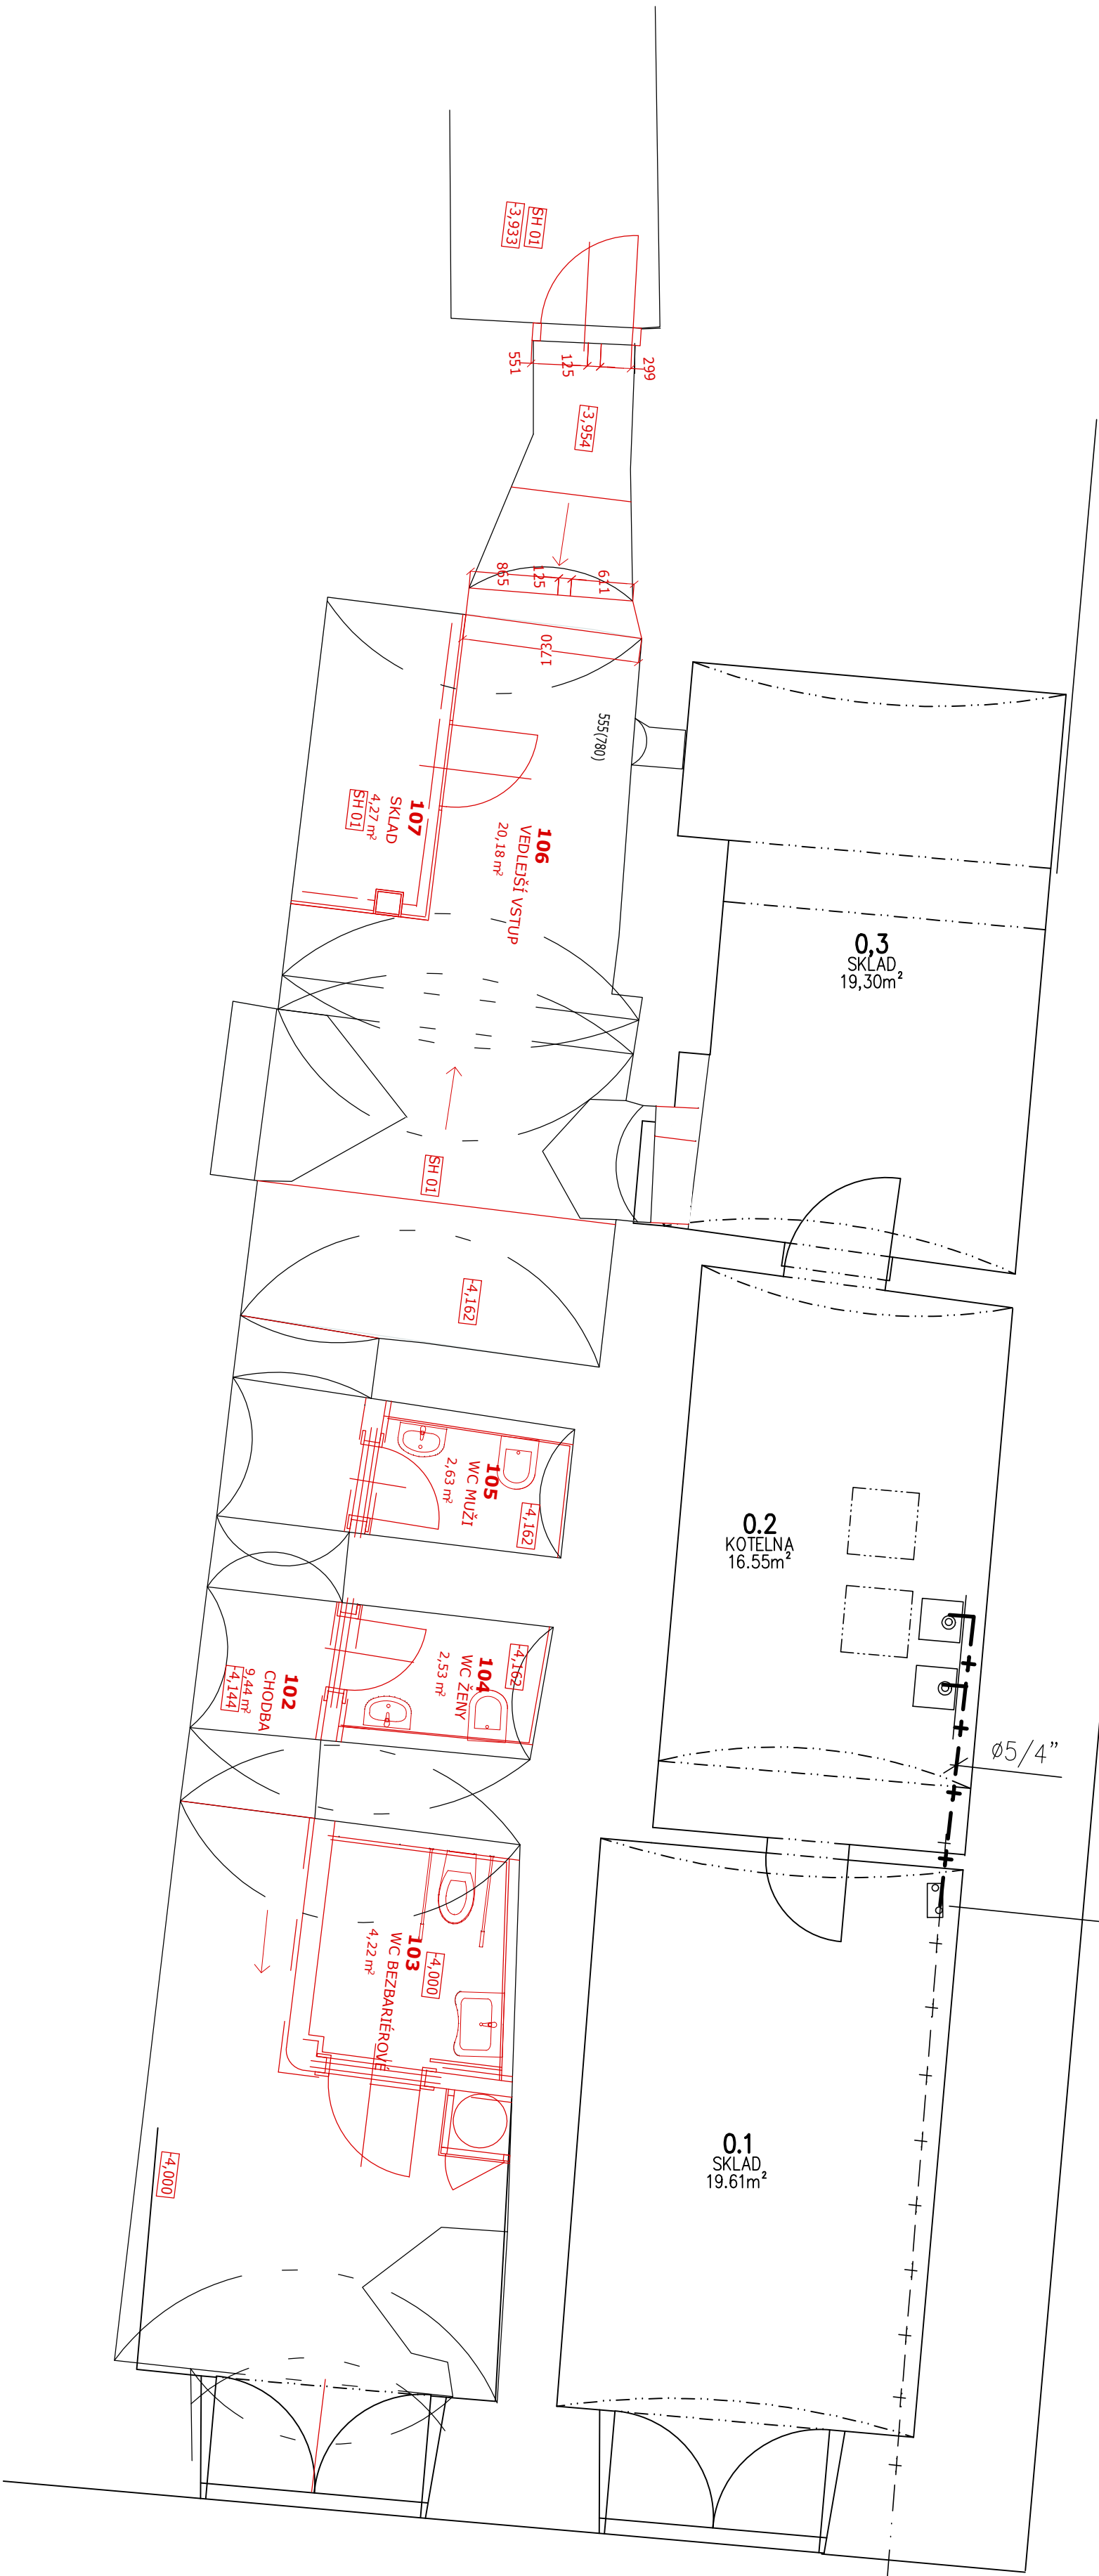 SH 01
-3,933
551
125
299
-3,954
865
125
611
1730
555(780)
107
SKLAD
4,27 m²
SH 01
106
VEDLEJŠÍ VSTUP
20,18 m²
0,3
SKLAD
19,30m²
SH 01
-4,162
105
WC MUŽI
2,63 m²
-4,162
0.2
KOTELNA
16.55m²
104
WC ŽENY
2,53 m²
-4,162
102
CHODBA
9,44 m²
-4,144
ø5/4"
103
WC BEZBARIÉROVÉ
4,22 m²
-4,000
0.1
SKLAD
19.61m²
-4,000